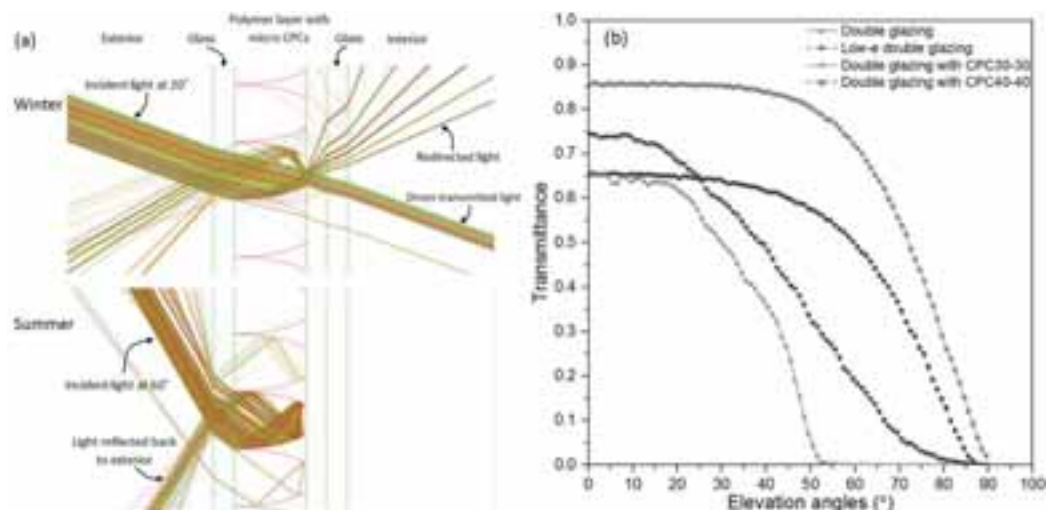 (a)
Polymer layer with
micro CPCs
Exterior
Glass
Glass
Interior
Winter
Incident light at 20°
Redirected light
Direct transmitted light
Summer
Incident light at 60°
Light reflected back
to exterior
(b)
Double glazing
Low-e double glazing
Double glazing with CPC30-30
Double glazing with CPC40-40
Transmittance
1.0
0.9
0.8
0.7
0.6
0.5
0.4
0.3
0.2
0.1
0.0
0 10 20 30 40 50 60 70 80 90 100
Elevation angles (°)